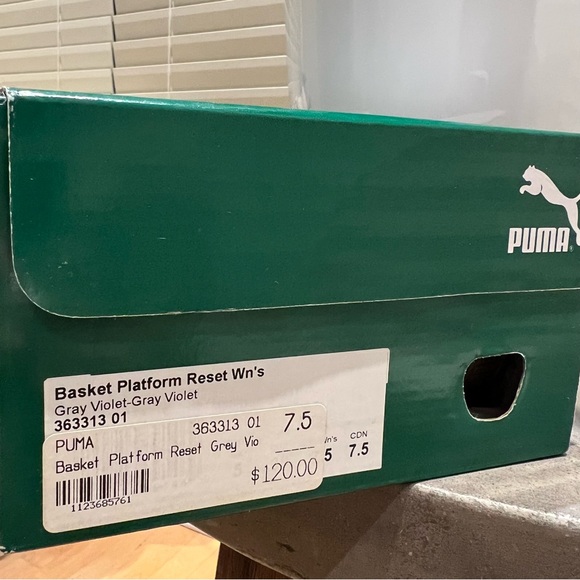 PUMA
Basket Platform Reset Wn's
Gray Violet-Gray Violet
363313 01
PUMA 363313 01 7.5
Basket Platform Reset Grey Vio
$120.00
1123685761
CDN
5 7.5